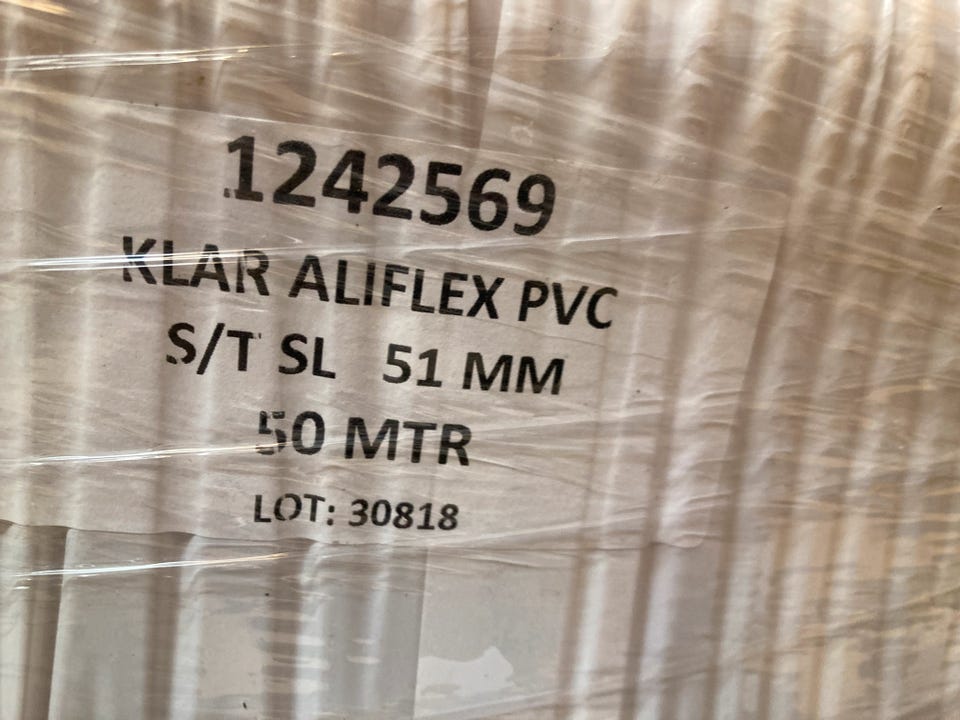 1242569
KLAR ALIFLEX PVC
S/T SL 51 MM
50 MTR
LOT: 30818